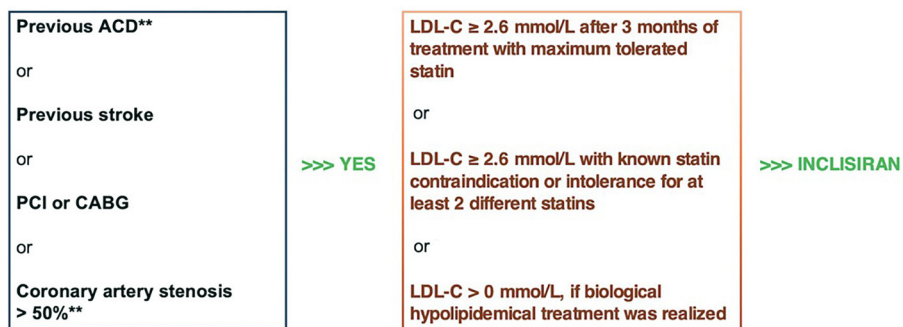 Previous ACD**
or
Previous stroke
or
PCI or CABG
or
Coronary artery stenosis
> 50%**
>>> YES
LDL-C ≥ 2.6 mmol/L after 3 months of
treatment with maximum tolerated
statin
or
LDL-C ≥ 2.6 mmol/L with known statin
contraindication or intolerance for at
least 2 different statins
or
LDL-C > 0 mmol/L, if biological
hypolipidemical treatment was realized
>>> INCLISIRAN